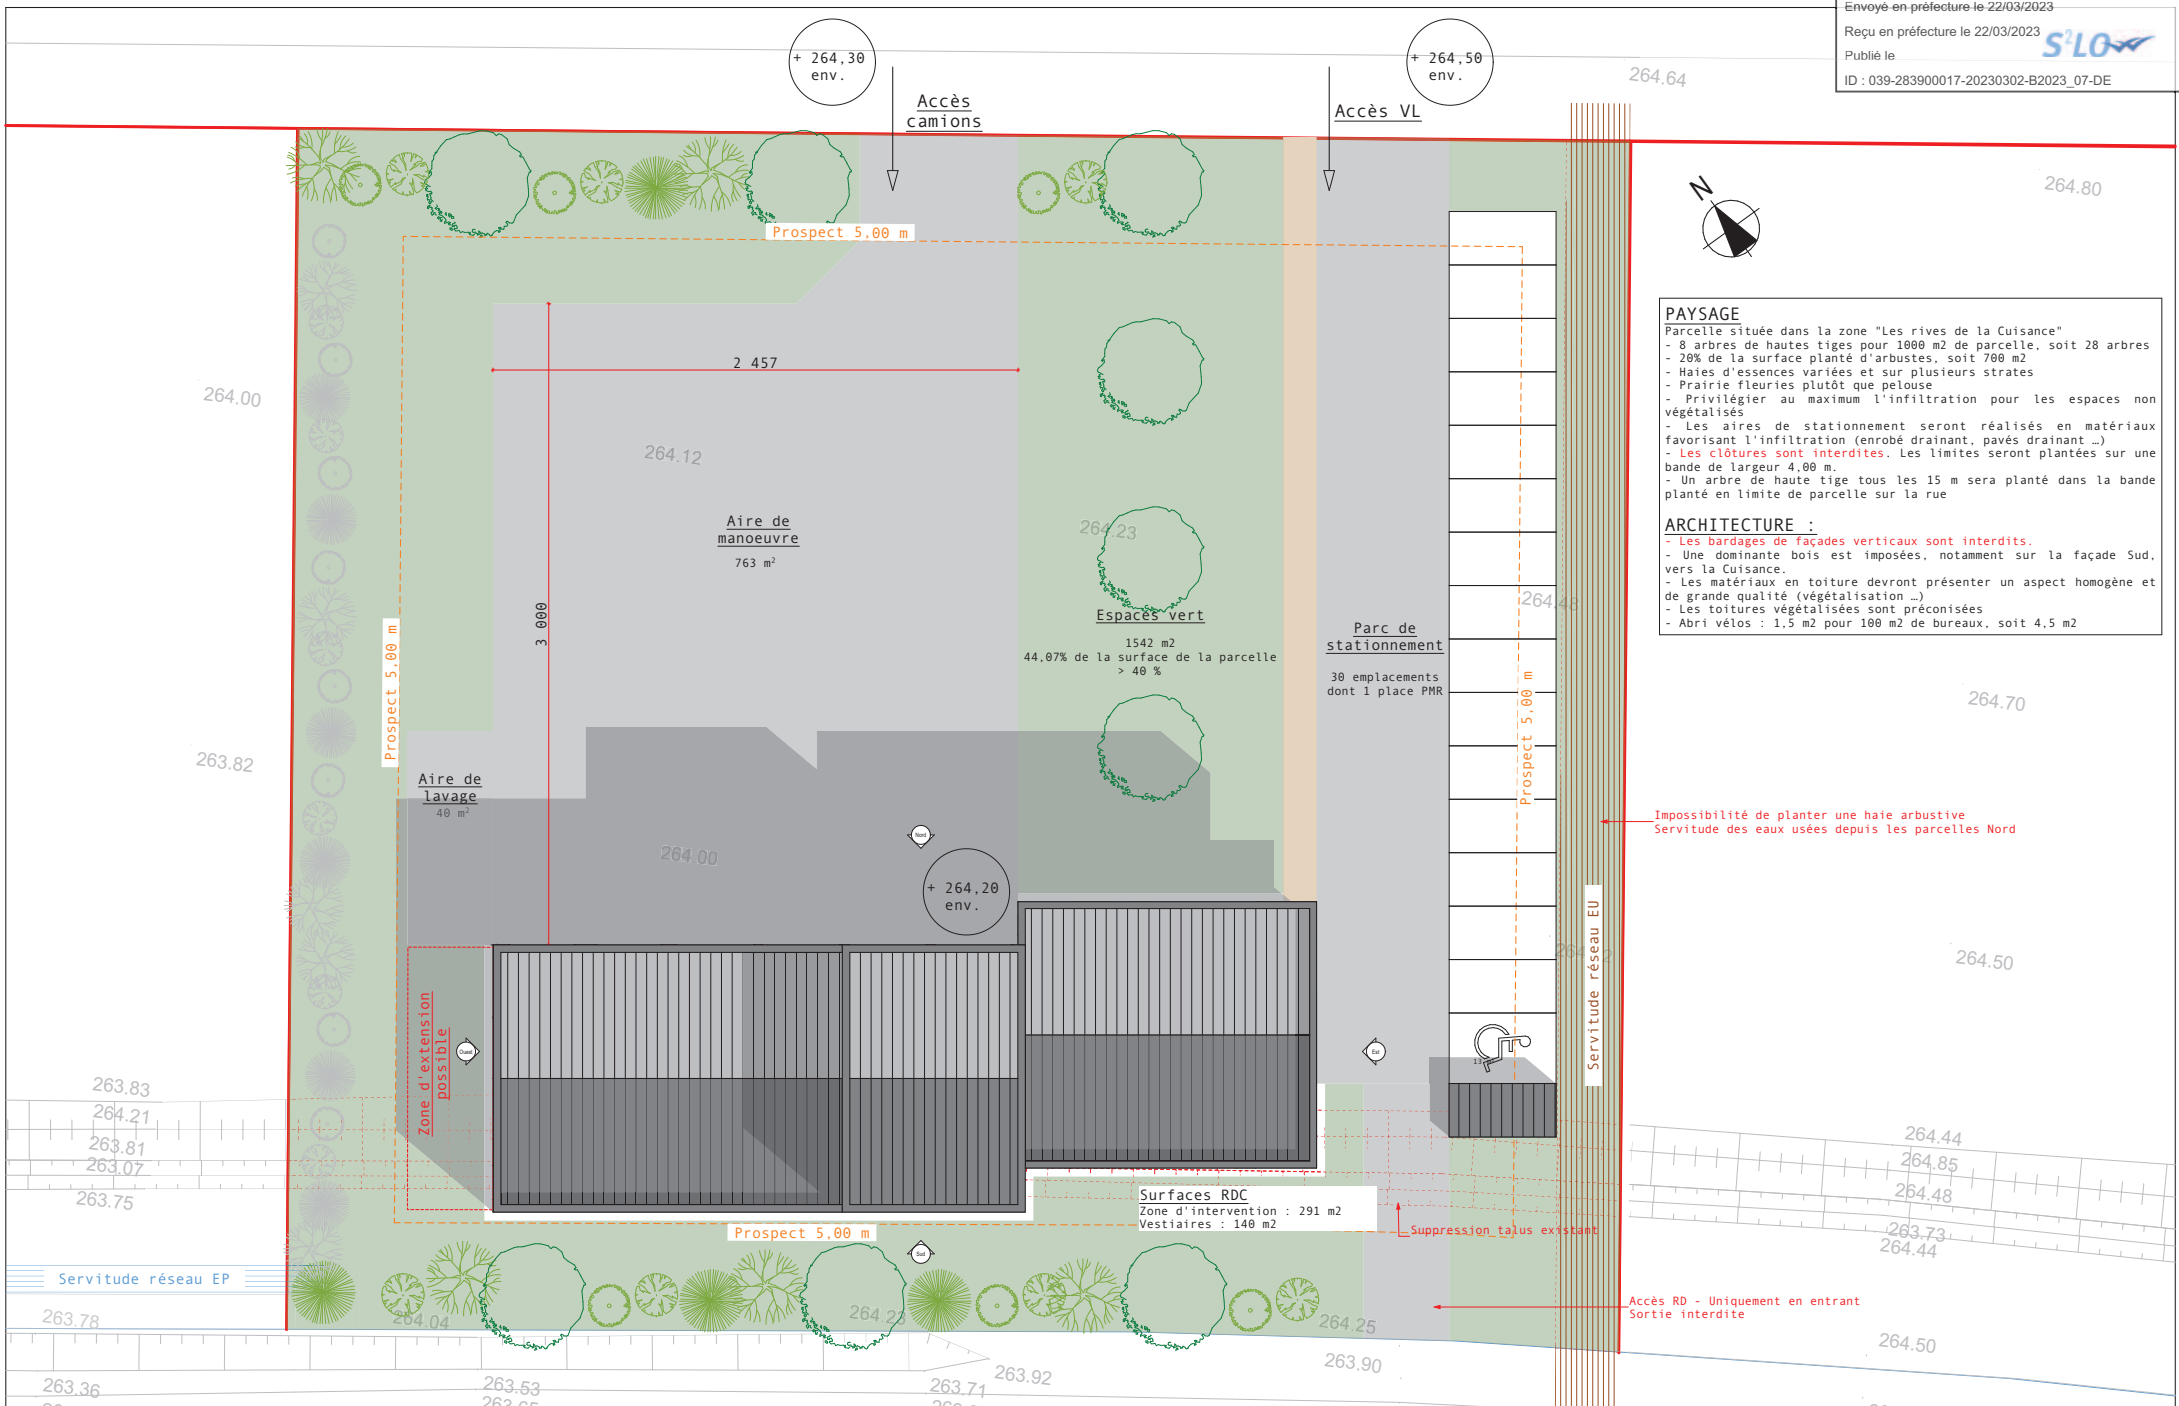 Envoyé en préfecture le 22/03/2023
Reçu en préfecture le 22/03/2023
Publié le
S²LO
ID : 039-283900017-20230302-B2023_07-DE
+ 264,30
env.
+ 264,50
env.
264.64
Accès
camions
Accès VL
N
264.80
Prospect 5.00 m
PAYSAGE
Parcelle située dans la zone "Les rives de la Cuisance"
- 8 arbres de hautes tiges pour 1000 m2 de parcelle, soit 28 arbres
- 20% de la surface planté d'arbustes, soit 700 m2
- Haies d'essences variées et sur plusieurs strates
- Prairie fleuries plutôt que pelouse
- Privilégier au maximum l'infiltration pour les espaces non
végétalisés
- Les aires de stationnement seront réalisés en matériaux
favorisant l'infiltration (enrobé drainant, pavés drainant …)
- Les clôtures sont interdites. Les limites seront plantées sur une
bande de largeur 4,00 m.
- Un arbre de haute tige tous les 15 m sera planté dans la bande
planté en limite de parcelle sur la rue
ARCHITECTURE :
- Les bardages de façades verticaux sont interdits.
- Une dominante bois est imposées, notamment sur la façade Sud,
vers la Cuisance.
- Les matériaux en toiture devront présenter un aspect homogène et
de grande qualité (végétalisation …)
- Les toitures végétalisées sont préconisées
- Abri vélos : 1,5 m2 pour 100 m2 de bureaux, soit 4,5 m2
2 457
264.00
264.12
Aire de
manoeuvre
763 m²
264.23
3 000
Espaces vert
1542 m2
44,07% de la surface de la parcelle
> 40 %
264.48
Parc de
stationnement
30 emplacements
dont 1 place PMR
Prospect 5,00 m
Prospect 5,00 m
264.70
263.82
Aire de
lavage
40 m²
Nord
264.00
+ 264,20
env.
Impossibilité de planter une haie arbustive
Servitude des eaux usées depuis les parcelles Nord
Servitude réseau EU
264.50
Zone d'extension
possible
Ouest
Est
263.83
264.21
263.81
263.07
263.75
264.44
264.85
264.48
263.73
264.44
Surfaces RDC
Zone d'intervention : 291 m2
Vestiaires : 140 m2
Suppression talus existant
Prospect 5,00 m
Sud
Servitude réseau EP
Accès RD - Uniquement en entrant
Sortie interdite
263.78
264.04
264.23
264.25
264.50
263.36
263.53
263.71
263.92
263.90